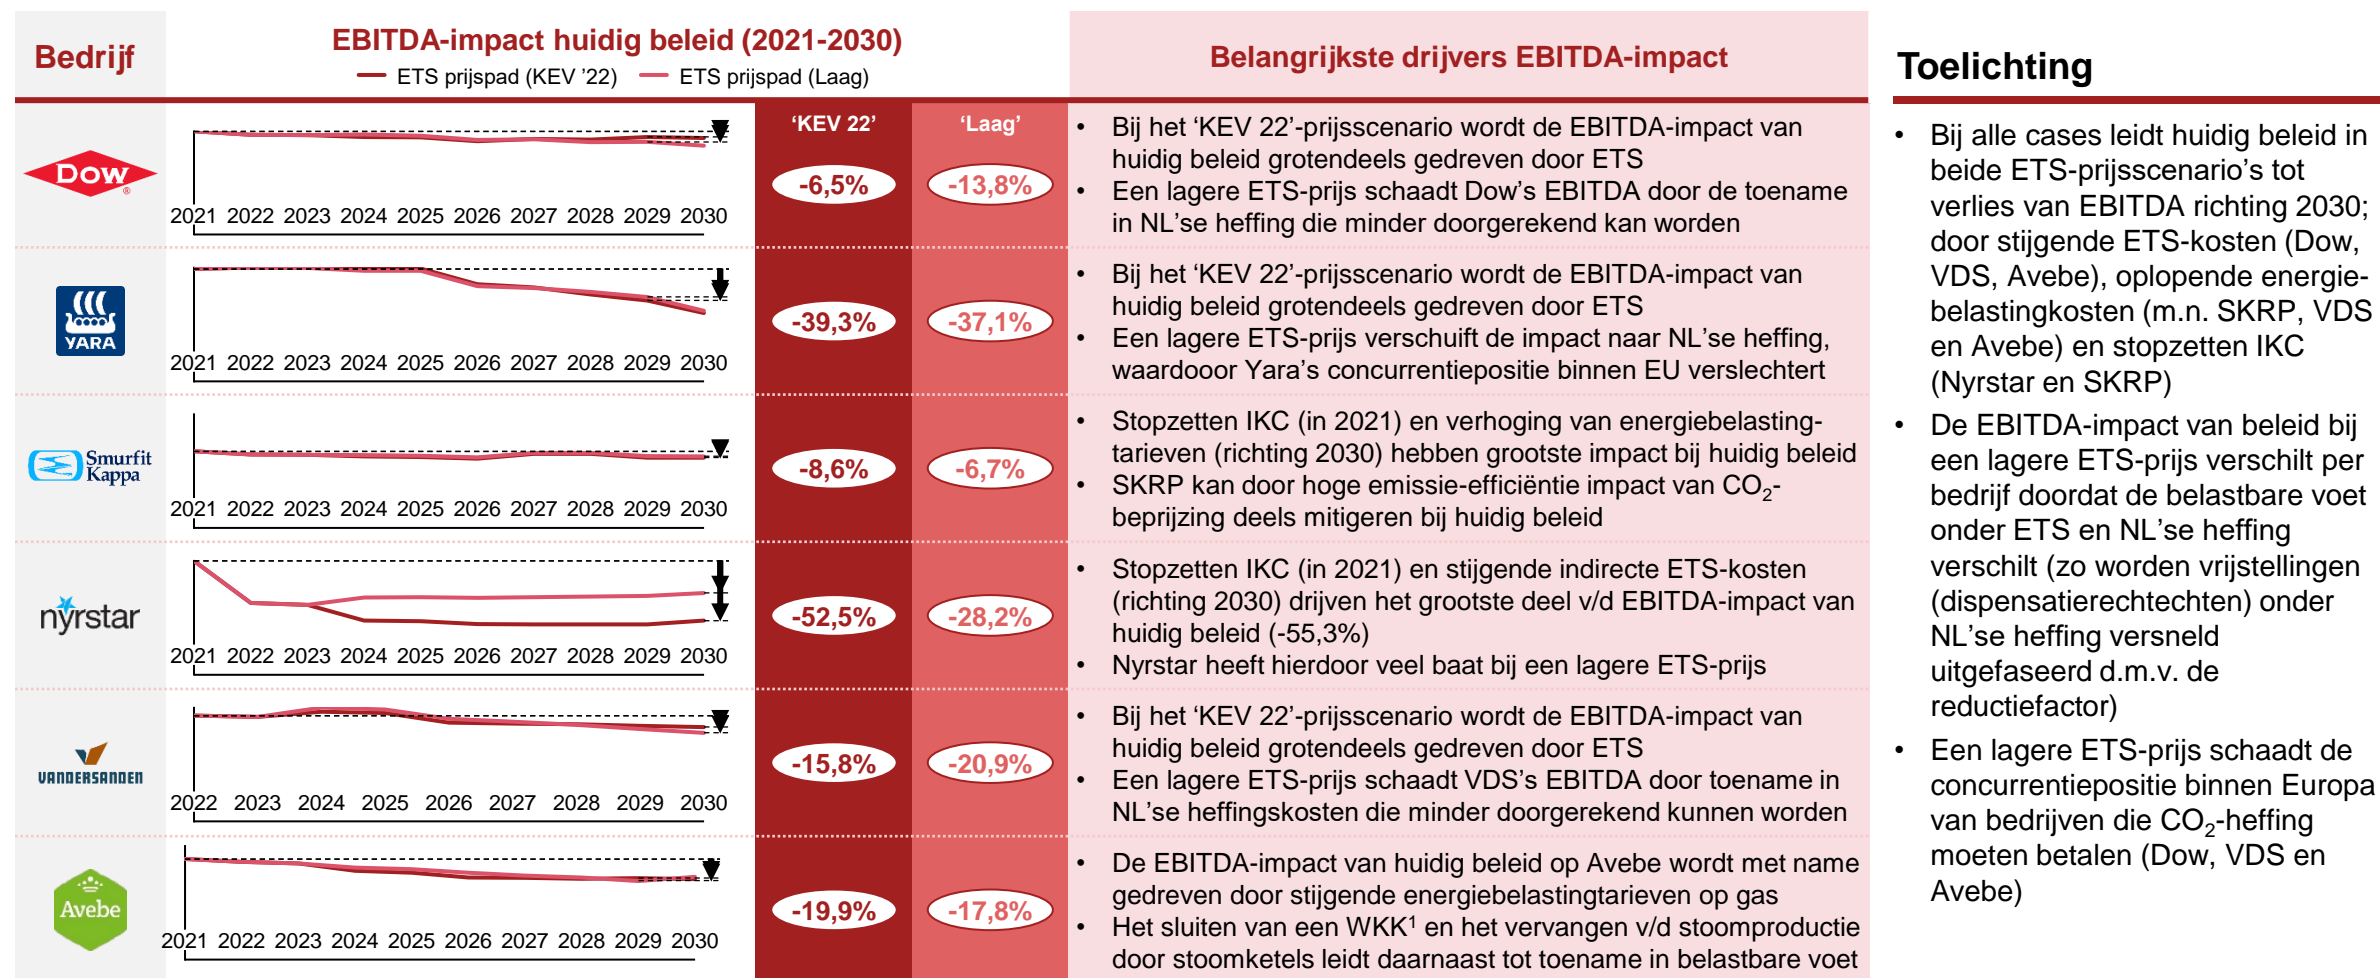 Bedrijf
EBITDA-impact huidig beleid (2021-2030)
ETS prijspad (KEV '22) ETS prijspad (Laag)
Belangrijkste drijvers EBITDA-impact
Toelichting
'KEV 22' 'Laag'
DOW
®
2021 2022 2023 2024 2025 2026 2027 2028 2029 2030
-6,5% -13,8%
• Bij het 'KEV 22'-prijsscenario wordt de EBITDA-impact van
huidig beleid grotendeels gedreven door ETS
• Een lagere ETS-prijs schaadt Dow's EBITDA door de toename
in NL'se heffing die minder doorgerekend kan worden
YARA
2021 2022 2023 2024 2025 2026 2027 2028 2029 2030
-39,3% -37,1%
• Bij het 'KEV 22'-prijsscenario wordt de EBITDA-impact van
huidig beleid grotendeels gedreven door ETS
• Een lagere ETS-prijs verschuift de impact naar NL'se heffing,
waardooor Yara's concurrentiepositie binnen EU verslechtert
Smurfit
Kappa
2021 2022 2023 2024 2025 2026 2027 2028 2029 2030
-8,6% -6,7%
• Stopzetten IKC (in 2021) en verhoging van energiebelasting-
tarieven (richting 2030) hebben grootste impact bij huidig beleid
• SKRP kan door hoge emissie-efficiëntie impact van CO₂-
beprijzing deels mitigeren bij huidig beleid
nyrstar
2021 2022 2023 2024 2025 2026 2027 2028 2029 2030
-52,5% -28,2%
• Stopzetten IKC (in 2021) en stijgende indirecte ETS-kosten
(richting 2030) drijven het grootste deel v/d EBITDA-impact van
huidig beleid (-55,3%)
• Nyrstar heeft hierdoor veel baat bij een lagere ETS-prijs
VANDERSANDEN
2022 2023 2024 2025 2026 2027 2028 2029 2030
-15,8% -20,9%
• Bij het 'KEV 22'-prijsscenario wordt de EBITDA-impact van
huidig beleid grotendeels gedreven door ETS
• Een lagere ETS-prijs schaadt VDS's EBITDA door toename in
NL'se heffingskosten die minder doorgerekend kunnen worden
Avebe
2021 2022 2023 2024 2025 2026 2027 2028 2029 2030
-19,9% -17,8%
• De EBITDA-impact van huidig beleid op Avebe wordt met name
gedreven door stijgende energiebelastingtarieven op gas
• Het sluiten van een WKK¹ en het vervangen v/d stoomproductie
door stoomketels leidt daarnaast tot toename in belastbare voet
• Bij alle cases leidt huidig beleid in
beide ETS-prijsscenario's tot
verlies van EBITDA richting 2030;
door stijgende ETS-kosten (Dow,
VDS, Avebe), oplopende energie-
belastingkosten (m.n. SKRP, VDS
en Avebe) en stopzetten IKC
(Nyrstar en SKRP)
• De EBITDA-impact van beleid bij
een lagere ETS-prijs verschilt per
bedrijf doordat de belastbare voet
onder ETS en NL'se heffing
verschilt (zo worden vrijstellingen
(dispensatierechtechten) onder
NL'se heffing versneld
uitgefaseerd d.m.v. de
reductiefactor)
• Een lagere ETS-prijs schaadt de
concurrentiepositie binnen Europa
van bedrijven die CO₂-heffing
moeten betalen (Dow, VDS en
Avebe)